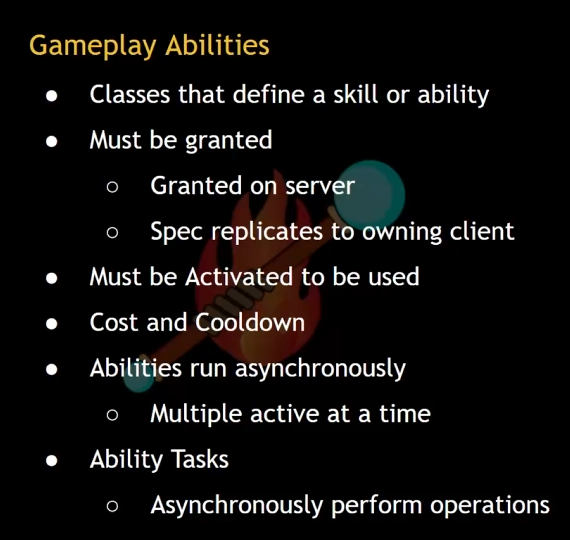 Gameplay Abilities
● Classes that define a skill or ability
● Must be granted
○ Granted on server
○ Spec replicates to owning client
● Must be Activated to be used
● Cost and Cooldown
● Abilities run asynchronously
○ Multiple active at a time
● Ability Tasks
○ Asynchronously perform operations